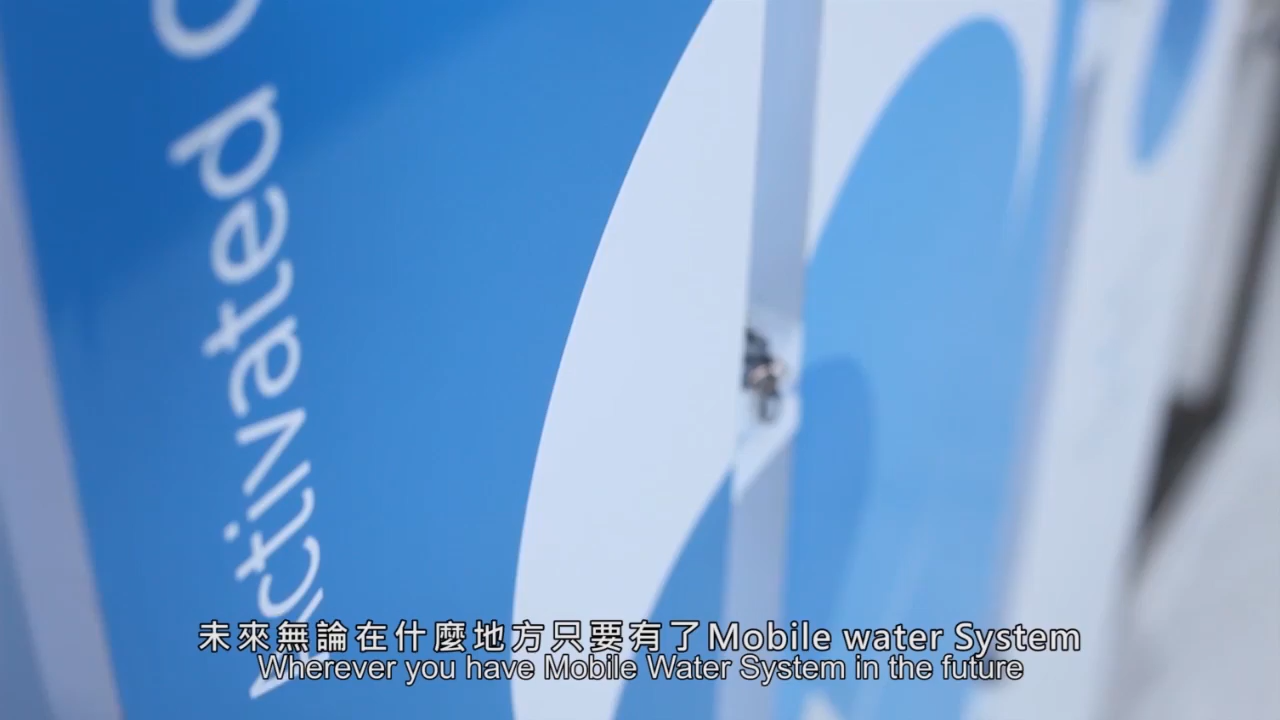 Activated
未來無論在什麼地方只要有了Mobile water System
Wherever you have Mobile Water System in the future